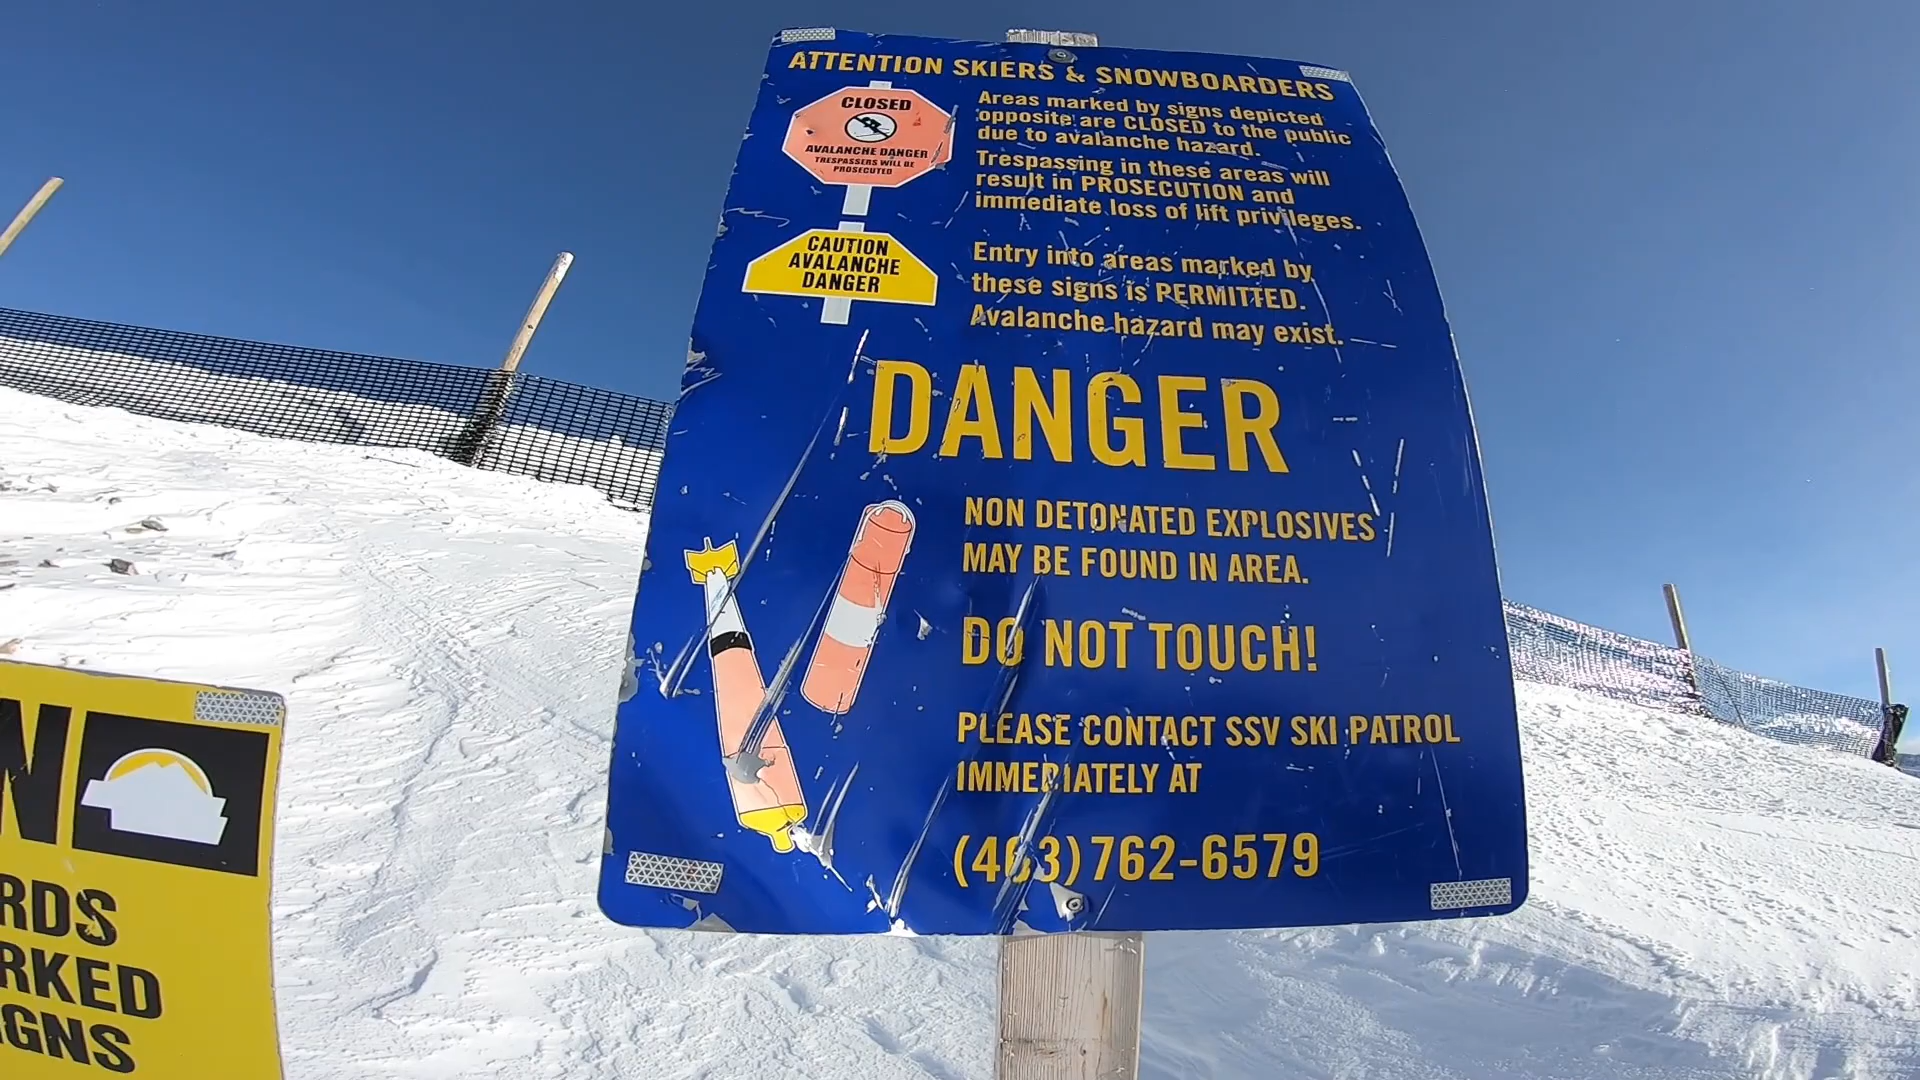 ATTENTION SKIERS & SNOWBOARDERS
CLOSED
AVALANCHE DANGER
TRESPASSERS WILL BE
PROSECUTED
Areas marked by signs depicted
opposite are CLOSED to the public
due to avalanche hazard.
Trespassing in these areas will
result in PROSECUTION and
immediate loss of lift privileges.
CAUTION
AVALANCHE
DANGER
Entry into areas marked by
these signs is PERMITTED.
Avalanche hazard may exist.
DANGER
NON DETONATED EXPLOSIVES
MAY BE FOUND IN AREA.
DO NOT TOUCH!
PLEASE CONTACT SSV SKI PATROL
IMMEDIATELY AT
(403)762-6579
N
RDS
RKED
IGNS